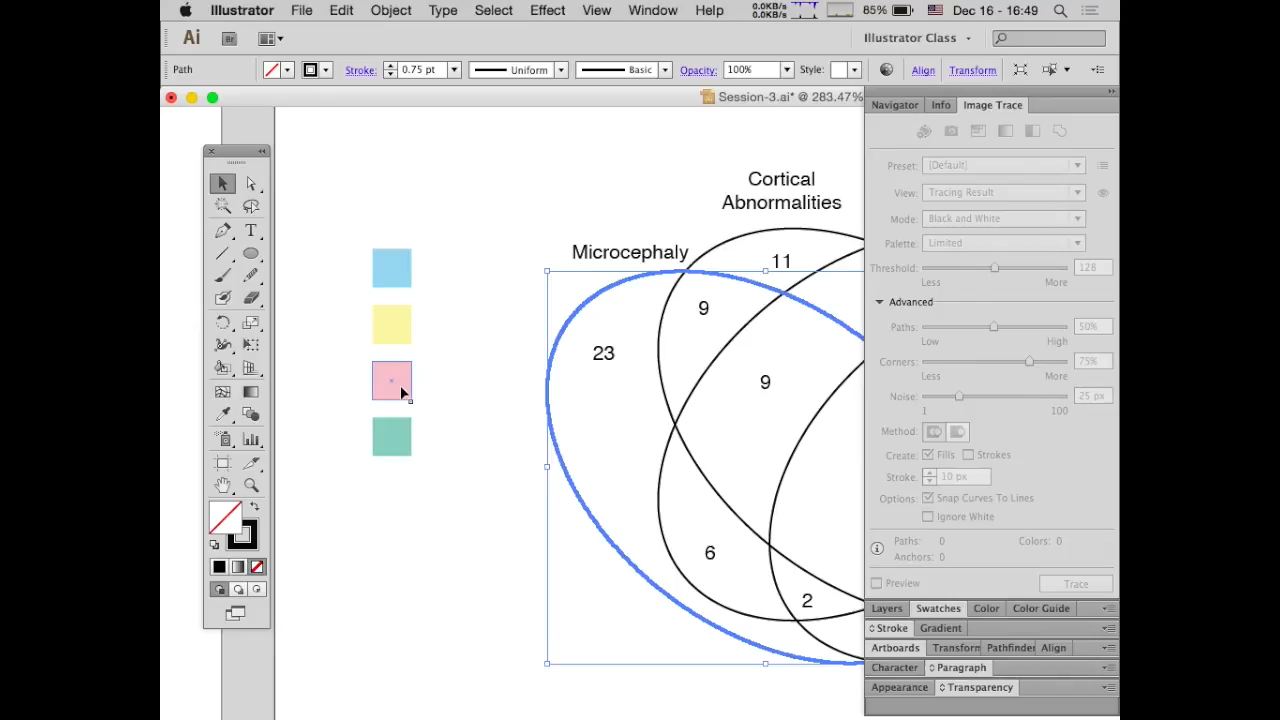 Illustrator File Edit Object Type Select Effect View Window Help 0.0KB/s 0.0KB/s 85% Dec 16 - 16:49
Ai Br Illustrator Class
Path Stroke: 0.75 pt Uniform Basic Opacity: 100% Style: Align Transform
Session-3.ai* @ 283.47%
Navigator Info Image Trace
Preset: [Default]
View: Tracing Result
Mode: Black and White
Palette: Limited
Threshold: 128
Less More
Advanced
Paths: 50%
Low High
Corners: 75%
Less More
Noise: 25 px
1 100
Method:
Create: Fills Strokes
Stroke: 10 px
Options: Snap Curves To Lines
Ignore White
Paths: 0 Colors: 0
Anchors: 0
Preview Trace
Layers Swatches Color Color Guide
Stroke Gradient
Artboards Transform Pathfinder Align
Character Paragraph
Appearance Transparency
T
Cortical
Abnormalities
Microcephaly
11
9
23
9
6
2